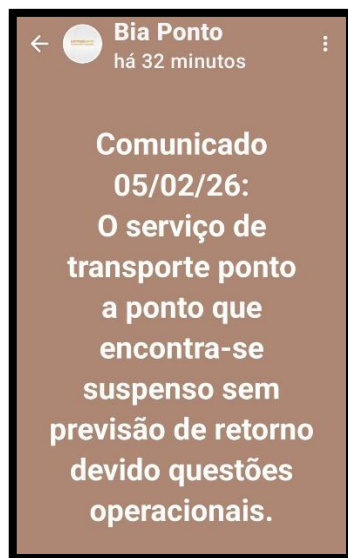 Bia Ponto
há 32 minutos
Comunicado
05/02/26:
O serviço de
transporte ponto
a ponto que
encontra-se
suspenso sem
previsão de retorno
devido questões
operacionais.